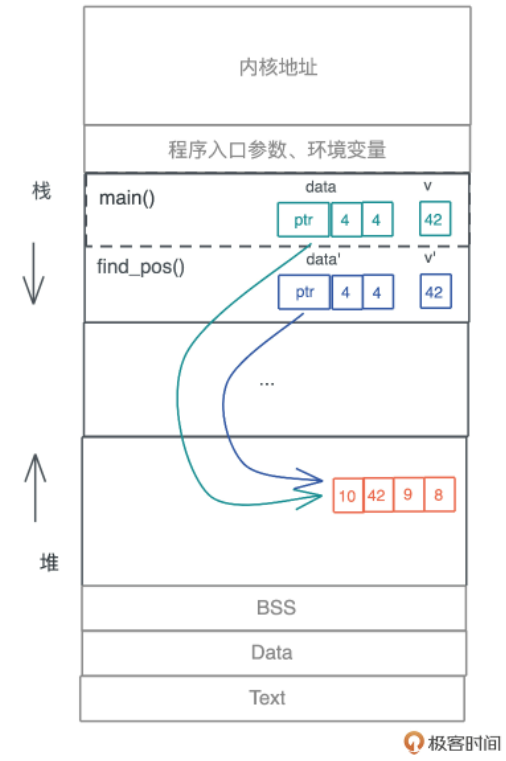 内核地址
程序入口参数、环境变量
栈
main()
data
v
ptr 4 4
42
find_pos()
data'
v'
ptr 4 4
42
...
10 42 9 8
堆
BSS
Data
Text
极客时间